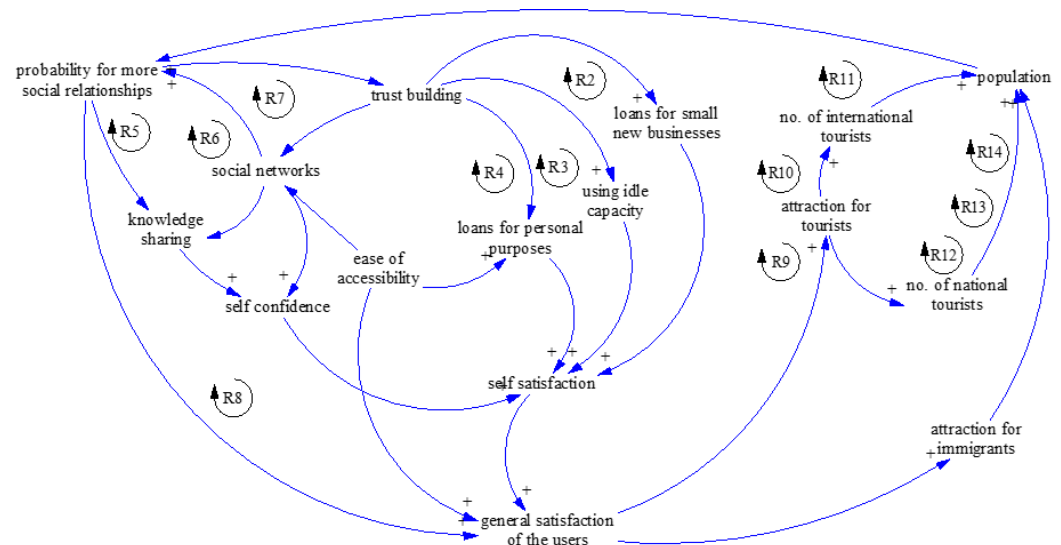 probability for more
social relationships
+
R7
trust building
R2
+
loans for small
new businesses
R11
population
+
++
no. of international
tourists
R5
R6
social networks
R4
R3
+
using idle
capacity
R10
+
R14
attraction for
tourists
R13
knowledge
sharing
loans for personal
purposes
+
ease of
accessibility
R9
+
R12
+
+
+
no. of national
tourists
self confidence
+
+
+
+
self satisfaction
R8
attraction for
immigrants
+
+
+
+
general satisfaction
of the users